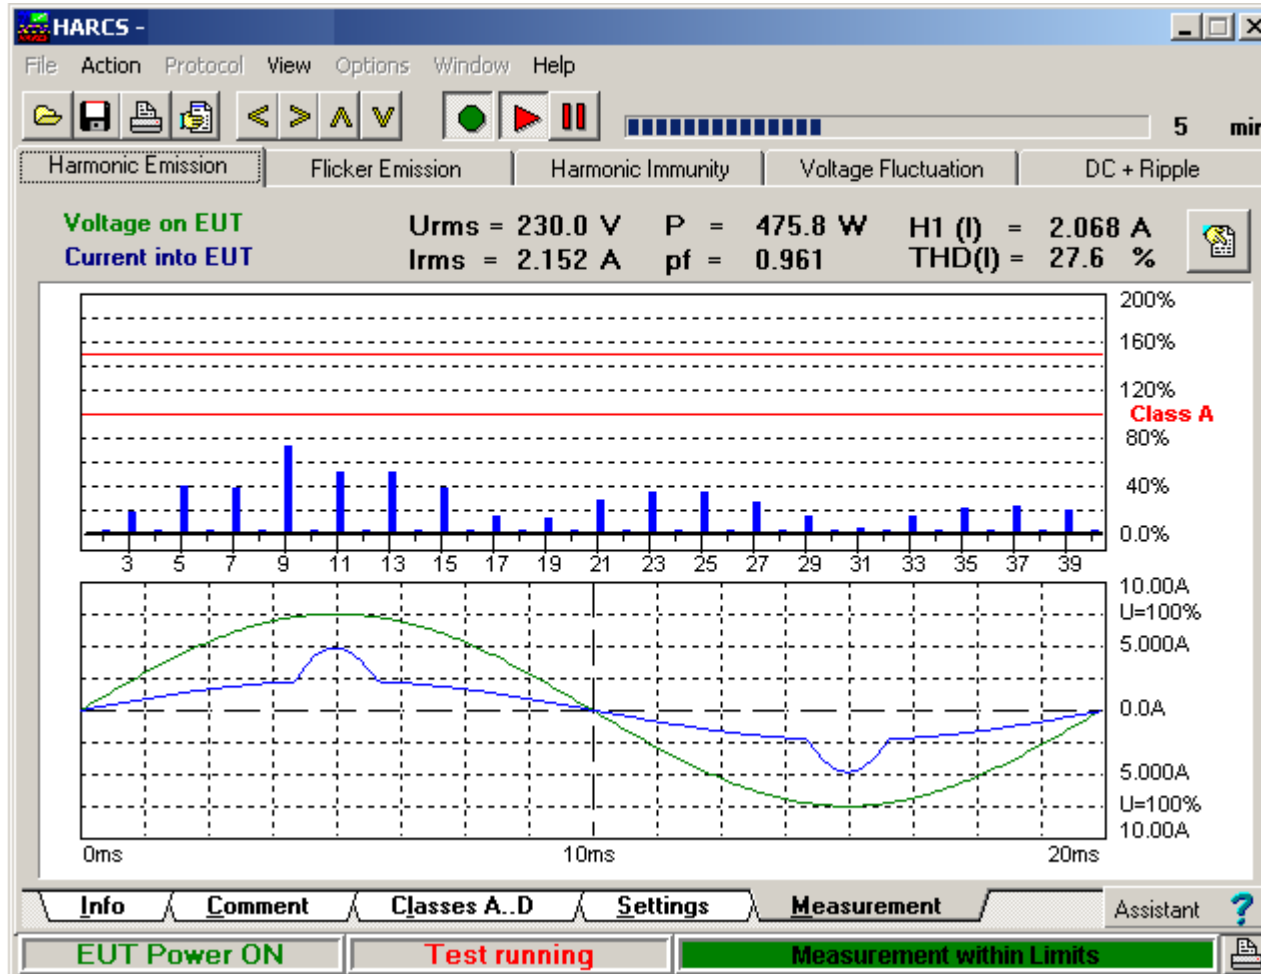 HARCS -
File Action Protocol View Options Window Help
5 min
Harmonic Emission Flicker Emission Harmonic Immunity Voltage Fluctuation DC + Ripple
Voltage on EUT Urms = 230.0 V P = 475.8 W H1 (I) = 2.068 A
Current into EUT Irms = 2.152 A pf = 0.961 THD(I) = 27.6 %
200%
160%
120%
Class A
80%
40%
0.0%
3 5 7 9 11 13 15 17 19 21 23 25 27 29 31 33 35 37 39
10.00A
U=100%
5.000A
0.0A
5.000A
U=100%
10.00A
0ms 10ms 20ms
Info Comment Classes A..D Settings Measurement Assistant ?
EUT Power ON Test running Measurement within Limits